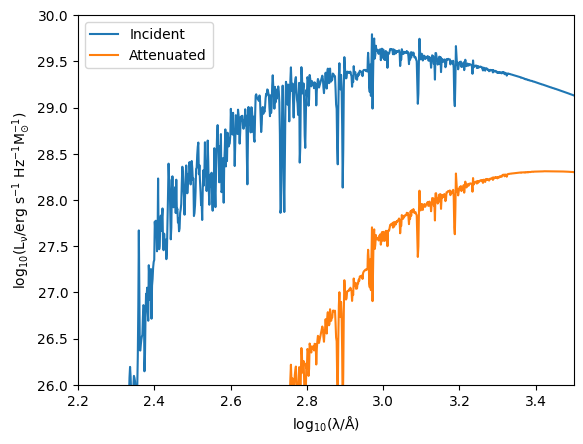 Incident
Attenuated
30.0
29.5
29.0
28.5
28.0
27.5
27.0
26.5
26.0
log₁₀(Lᵥ/erg s⁻¹ Hz⁻¹M⊙⁻¹)
2.2 2.4 2.6 2.8 3.0 3.2 3.4
log₁₀(λ/Å)